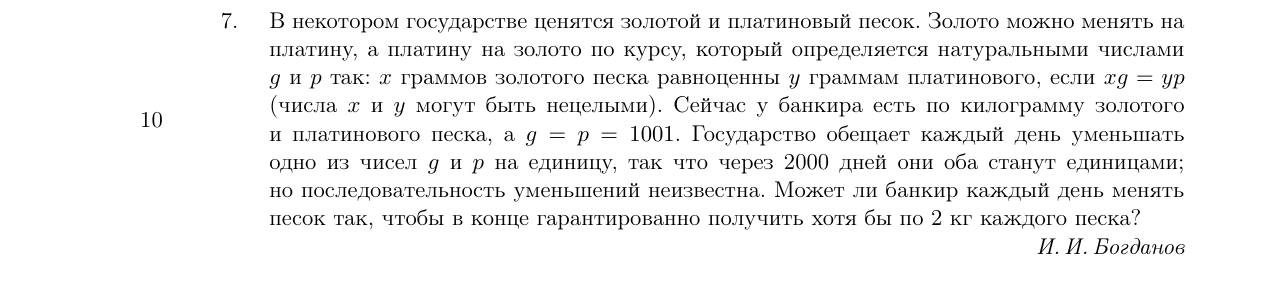 7. В некотором государстве ценятся золотой и платиновый песок. Золото можно менять на
платину, а платину на золото по курсу, который определяется натуральными числами
g и p так: x граммов золотого песка равноценны y граммам платинового, если xg = yp
(числа x и y могут быть нецелыми). Сейчас у банкира есть по килограмму золотого
10
и платинового песка, а g = p = 1001. Государство обещает каждый день уменьшать
одно из чисел g и p на единицу, так что через 2000 дней они оба станут единицами;
но последовательность уменьшений неизвестна. Может ли банкир каждый день менять
песок так, чтобы в конце гарантированно получить хотя бы по 2 кг каждого песка?
И. И. Богданов